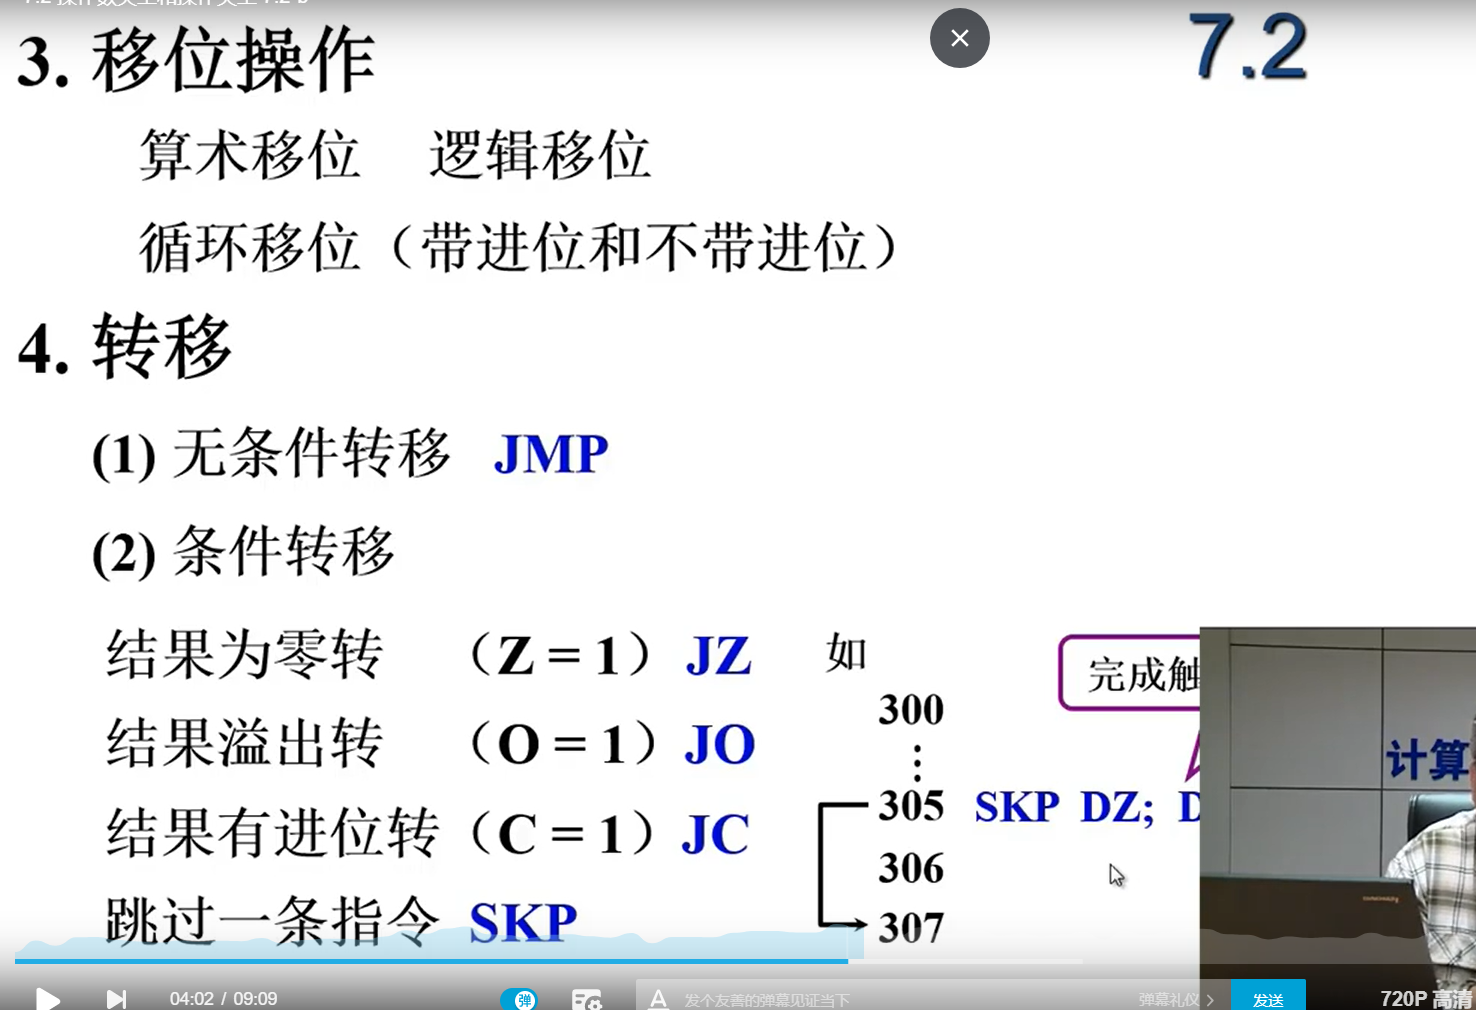 3. 移位操作
7.2
算术移位 逻辑移位
循环移位（带进位和不带进位）
4. 转移
(1) 无条件转移 JMP
(2) 条件转移
结果为零转 （Z = 1） JZ 如
完成触
300
结果溢出转 （O = 1） JO
计算
305 SKP DZ; D
结果有进位转 （C = 1） JC
306
跳过一条指令 SKP
307
04:02 / 09:09
弹
A 发个友善的弹幕见证当下
弹幕礼仪 >
发送
720P 高清